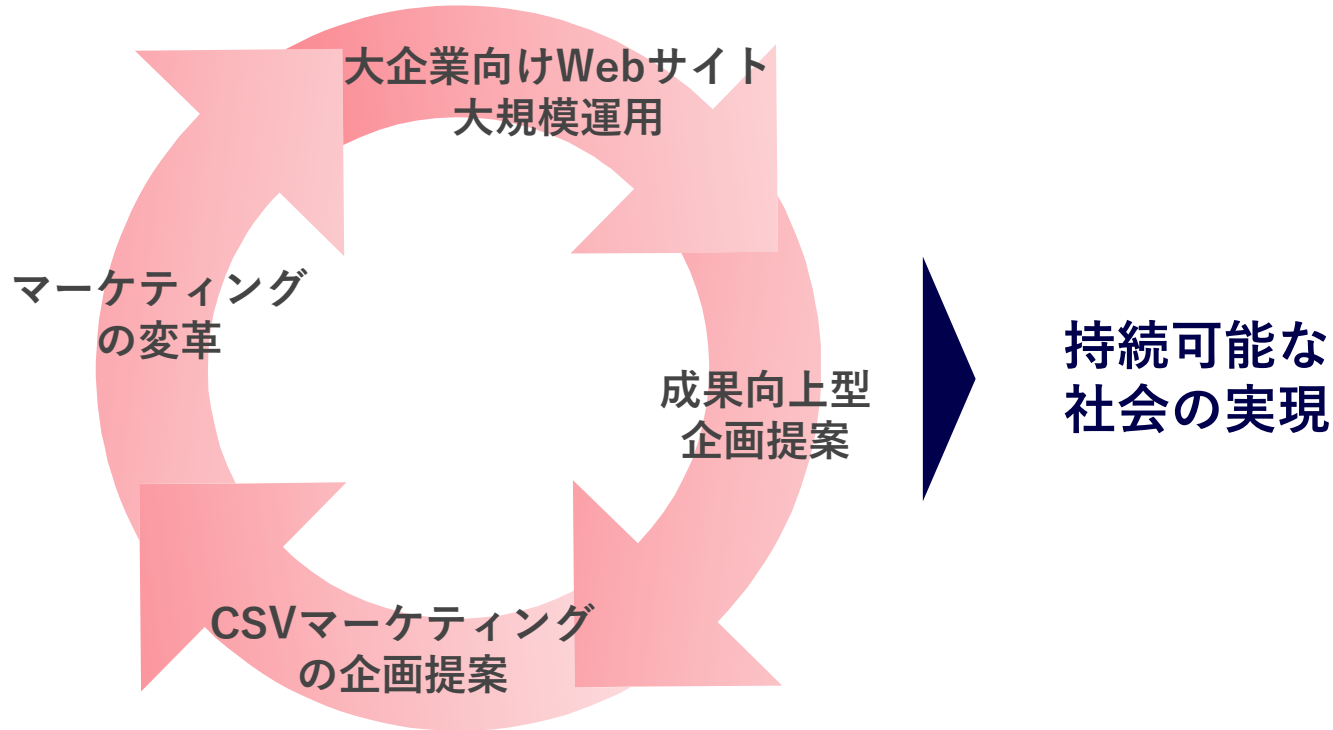 大企業向けWebサイト
大規模運用
成果向上型
企画提案
CSVマーケティング
の企画提案
マーケティング
の変革
持続可能な
社会の実現